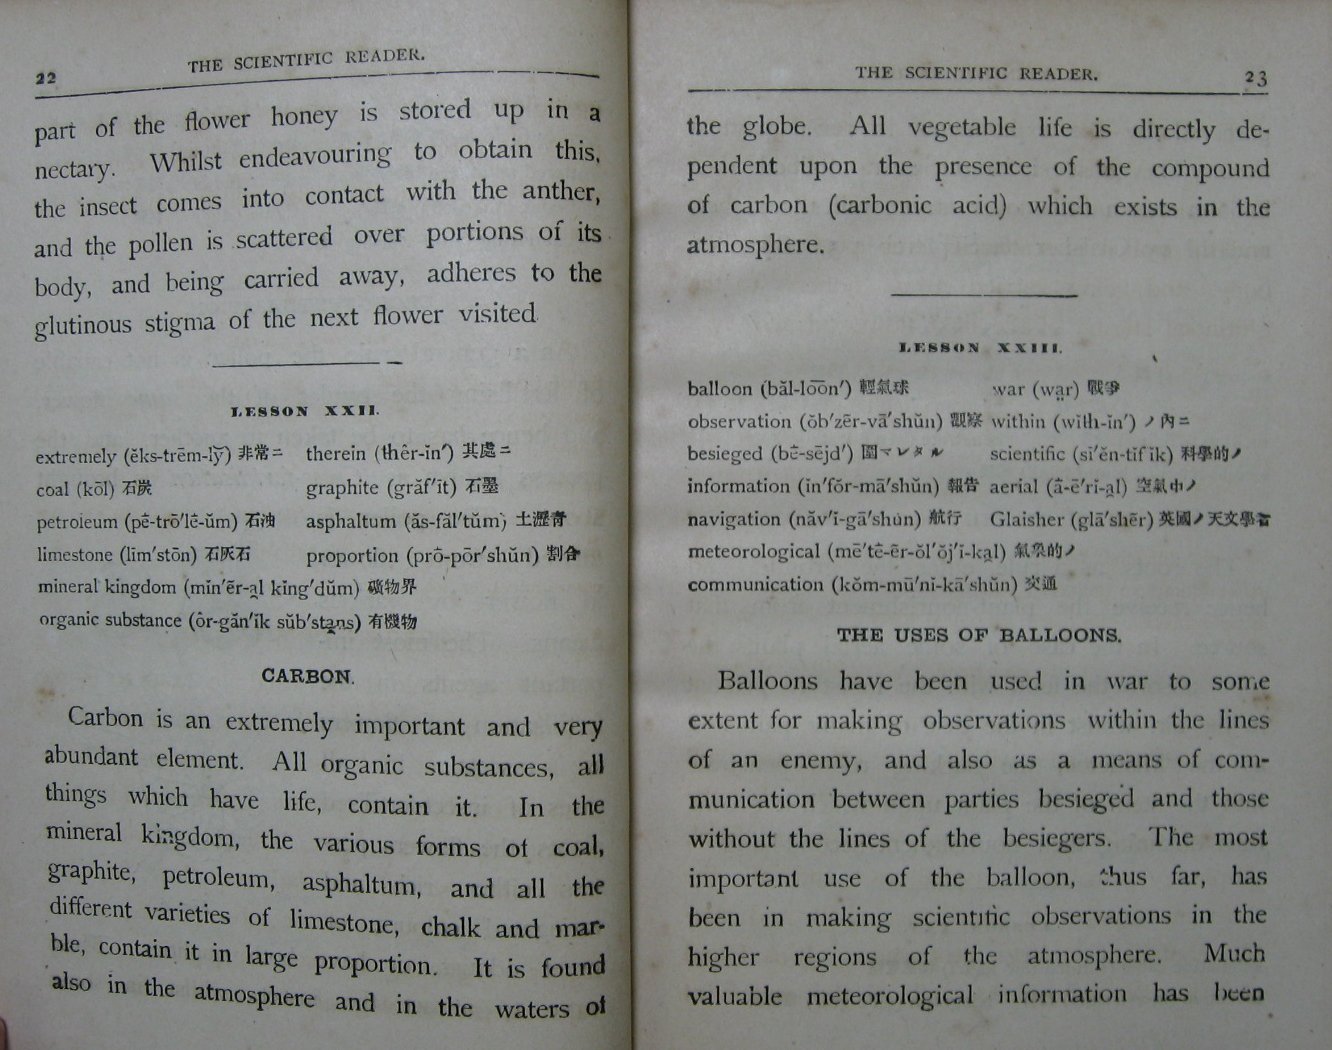 22
THE SCIENTIFIC READER.
part of the flower honey is stored up in a
nectary. Whilst endeavouring to obtain this,
the insect comes into contact with the anther,
and the pollen is scattered over portions of its
body, and being carried away, adheres to the
glutinous stigma of the next flower visited
LESSON XXII.
extremely (ĕks-trēm-ly̆) 非常ニ therein (thêr-ĭn′) 其處ニ
coal (kōl) 石炭 graphite (grăf′īt) 石墨
petroleum (pē-trō′lē-ŭm) 石油 asphaltum (ăs-făl′tŭm) 土瀝青
limestone (līm′stōn) 石灰石 proportion (prō-pōr′shŭn) 割合
mineral kingdom (mĭn′ẽr-a̤l kĭng′dŭm) 礦物界
organic substance (ôr-găn′ĭk sŭb′sta̤ns) 有機物
CARBON.
Carbon is an extremely important and very
abundant element. All organic substances, all
things which have life, contain it. In the
mineral kingdom, the various forms of coal,
graphite, petroleum, asphaltum, and all the
different varieties of limestone, chalk and mar-
ble, contain it in large proportion. It is found
also in the atmosphere and in the waters of
THE SCIENTIFIC READER.
23
the globe. All vegetable life is directly de-
pendent upon the presence of the compound
of carbon (carbonic acid) which exists in the
atmosphere.
LESSON XXIII.
balloon (băl-lo͞on′) 輕氣球 war (wa̤r) 戰爭
observation (ŏb′zẽr-vā′shŭn) 觀察 within (wĭth-ĭn′) ノ內ニ
besieged (bē-sējd′) 圍マレタル scientific (sī′ĕn-tĭf′ĭk) 科學的ノ
information (ĭn′fŏr-mā′shŭn) 報告 aerial (ā-ē′rĭ-a̤l) 空氣中ノ
navigation (năv′ĭ-gā′shŭn) 航行 Glaisher (glā′shẽr) 英國ノ天文學者
meteorological (mē′tē-ẽr-ŏl′ŏj′ĭ-ka̤l) 氣象的ノ
communication (kŏm-mū′nĭ-kā′shŭn) 交通
THE USES OF BALLOONS.
Balloons have been used in war to some
extent for making observations within the lines
of an enemy, and also as a means of com-
munication between parties besieged and those
without the lines of the besiegers. The most
important use of the balloon, thus far, has
been in making scientific observations in the
higher regions of the atmosphere. Much
valuable meteorological information has been